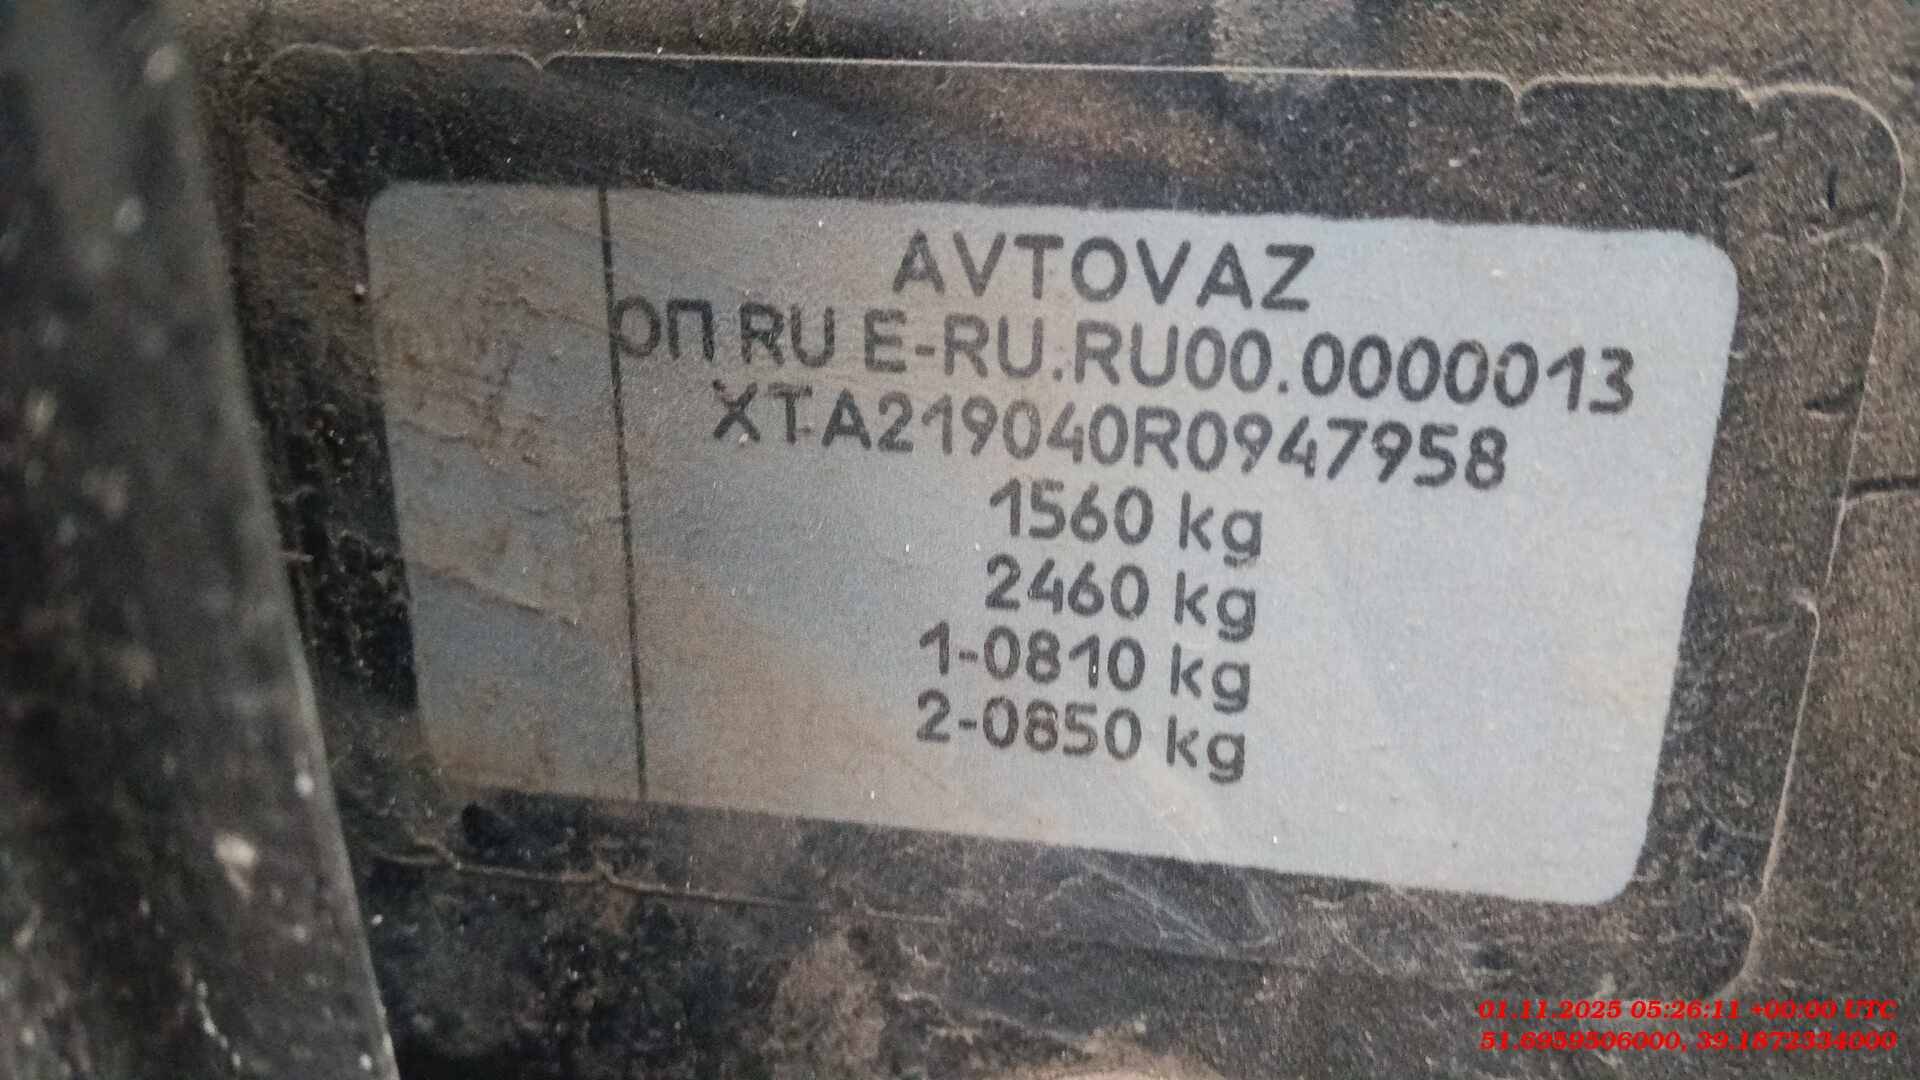 AVTOVAZ
ОП RU E-RU.RU00.0000013
XTA219040R0947958
1560 kg
2460 kg
1-0810 kg
2-0850 kg
01.11.2025 05:26:11 +00:00 UTC
51.6959506000, 39.1872334000